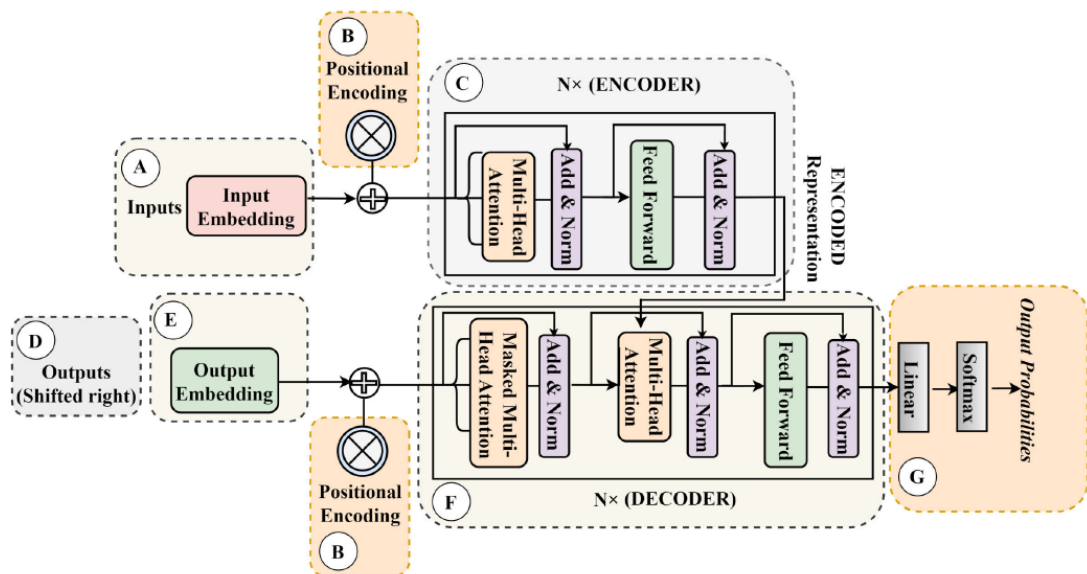 B
Positional
Encoding
C
N× (ENCODER)
A
Inputs
Input
Embedding
Multi-Head
Attention
Add & Norm
Feed Forward
Add & Norm
ENCODED
Representation
D
Outputs
(Shifted right)
E
Output
Embedding
Positional
Encoding
B
Masked Multi-
Head Attention
Add & Norm
Multi-Head
Attention
Add & Norm
Feed Forward
Add & Norm
F
N× (DECODER)
Linear
Softmax
Output Probabilities
G